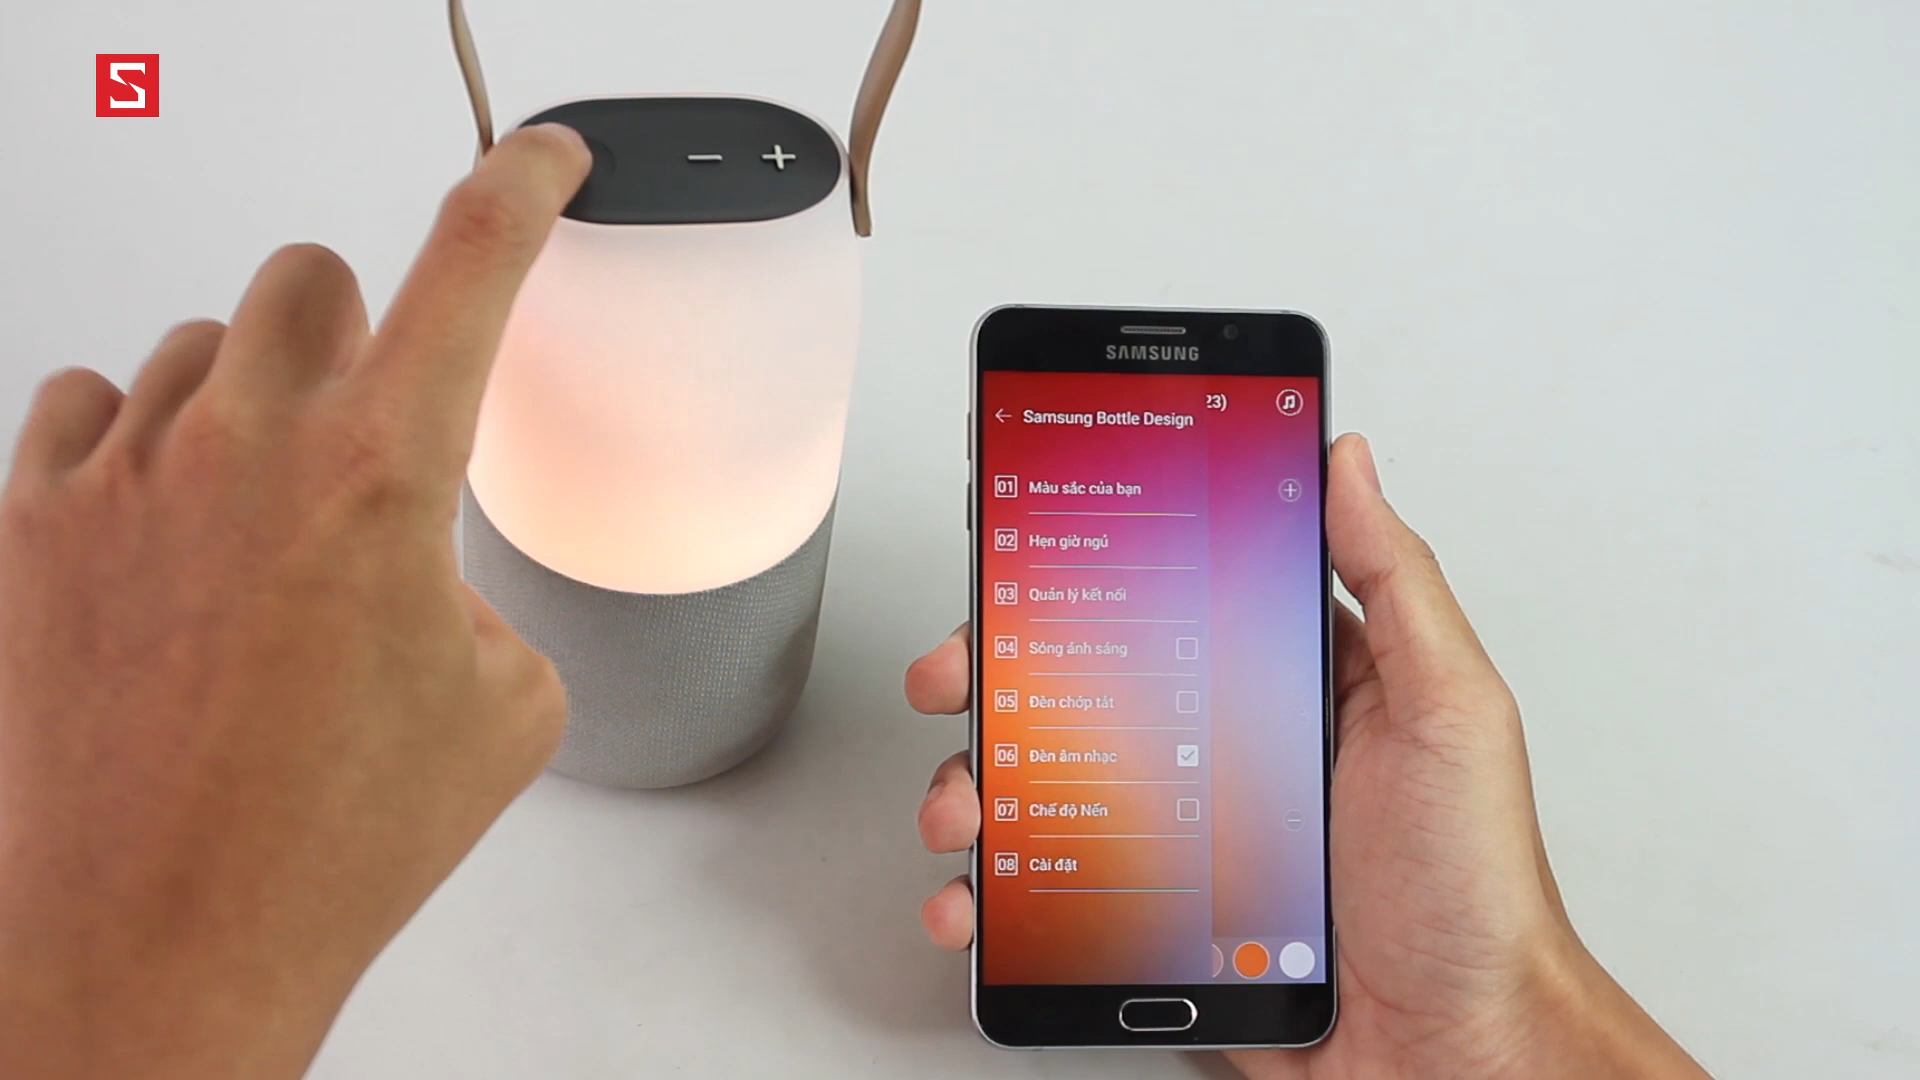 S
SAMSUNG
23)
Samsung Bottle Design
01 Màu sắc của bạn
02 Hẹn giờ ngủ
03 Quản lý kết nối
04 Sóng ánh sáng
05 Đèn chớp tắt
06 Đèn âm nhạc
07 Chế độ Nến
08 Cài đặt